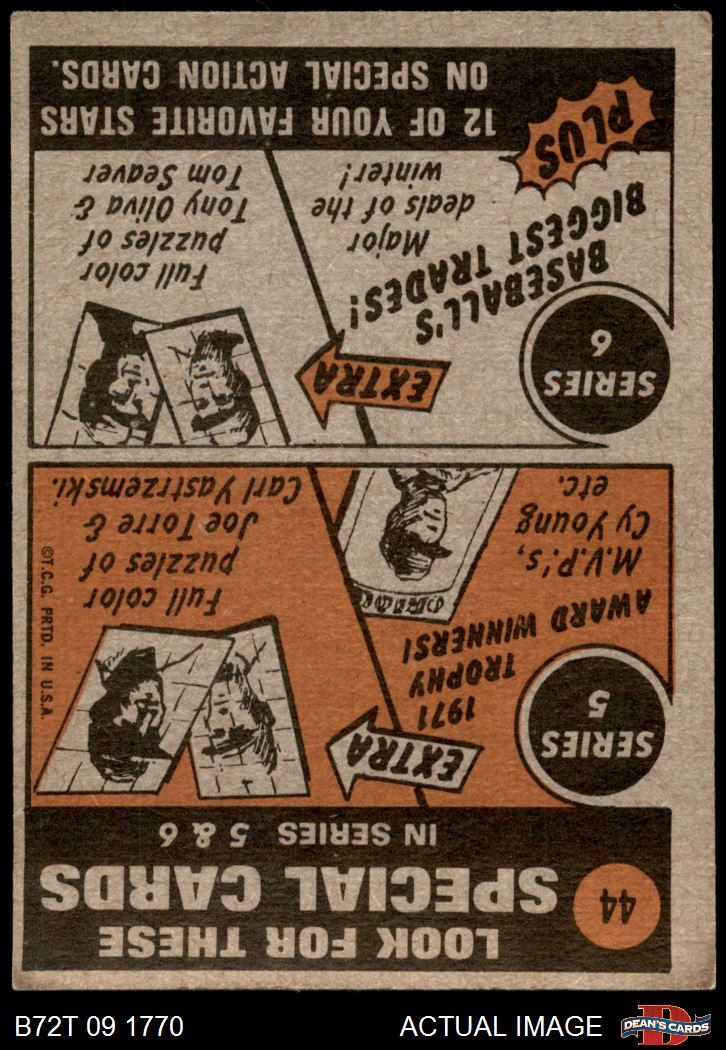 44
LOOK FOR THESE
SPECIAL CARDS
IN SERIES 5 & 6
SERIES
5
EXTRA
1971
TROPHY
AWARD WINNERS!
M.V.P.'s,
Cy Young
etc.
Full color
puzzles of
Joe Torre &
Carl Yastrzemski.
©T.C.G. PRTD. IN U.S.A.
SERIES
6
EXTRA
BASEBALL'S
BIGGEST TRADES!
Major
deals of the
winter!
Full color
puzzles of
Tony Oliva &
Tom Seaver
PLUS
12 OF YOUR FAVORITE STARS
ON SPECIAL ACTION CARDS.
B72T 09 1770
ACTUAL IMAGE
D
DEAN'S CARDS